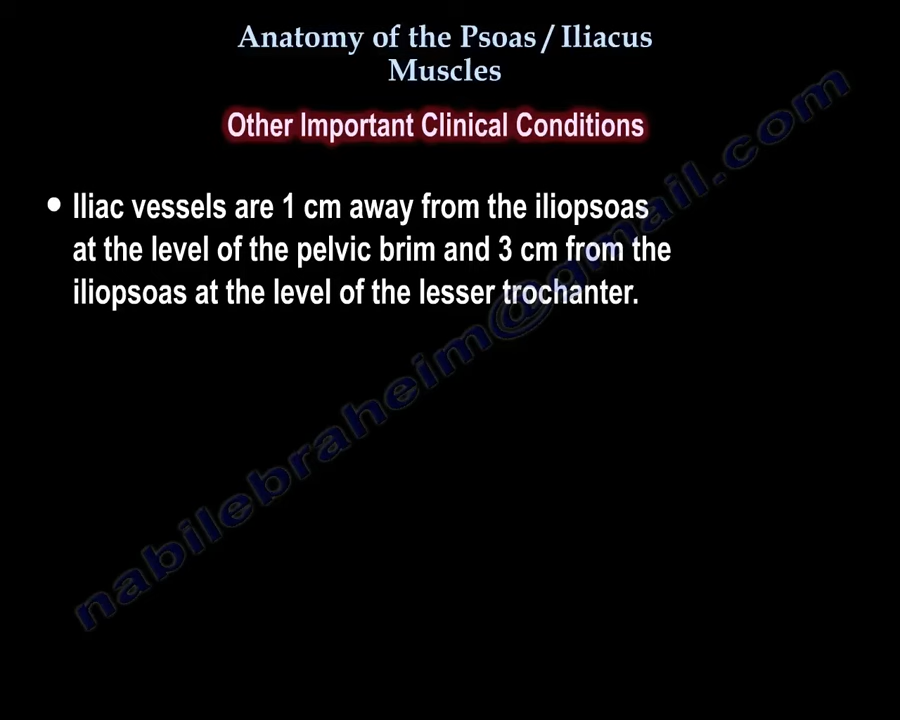 Anatomy of the Psoas / Iliacus
Muscles
Other Important Clinical Conditions
• Iliac vessels are 1 cm away from the iliopsoas
at the level of the pelvic brim and 3 cm from the
iliopsoas at the level of the lesser trochanter.
nabilebraheim@gmail.com